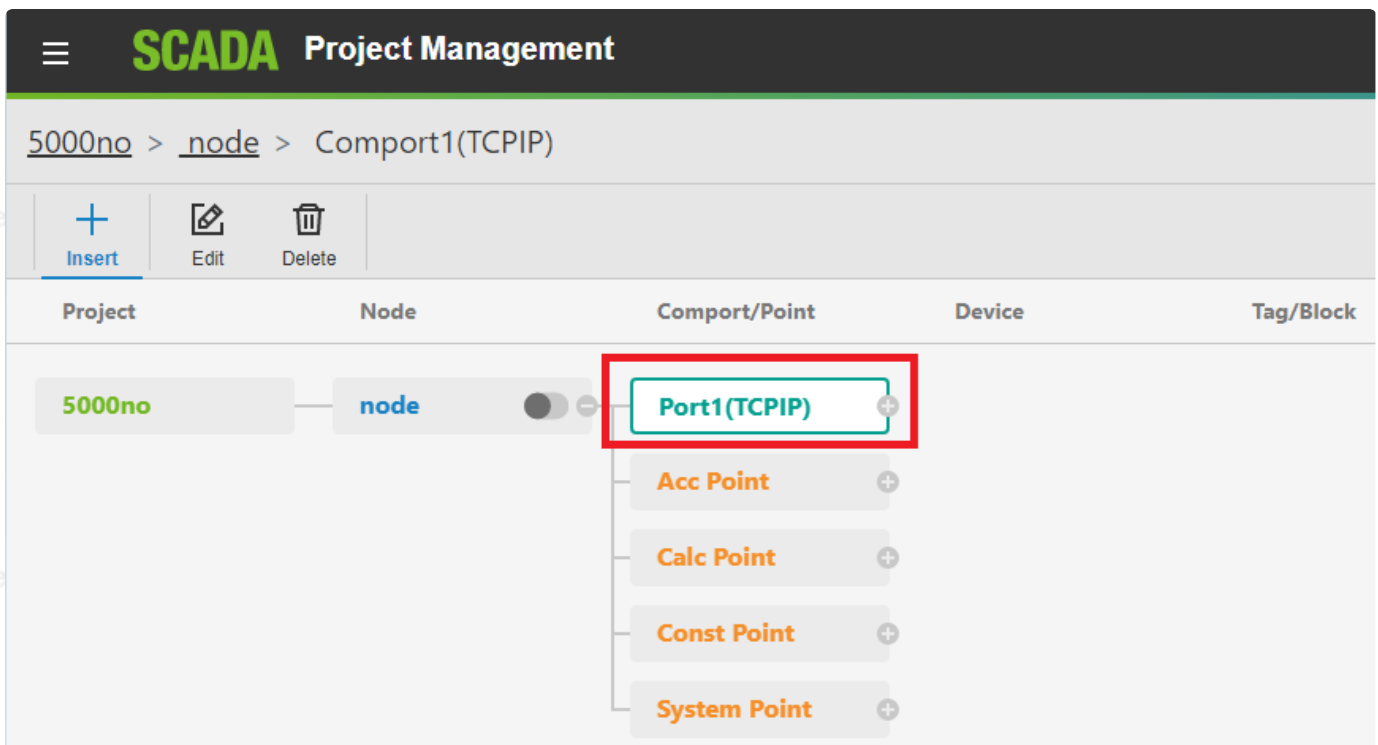 SCADA Project Management
5000no > node > Comport1(TCPIP)
Insert Edit Delete
Project Node Comport/Point Device Tag/Block
5000no node Port1(TCPIP)
Acc Point
Calc Point
Const Point
System Point